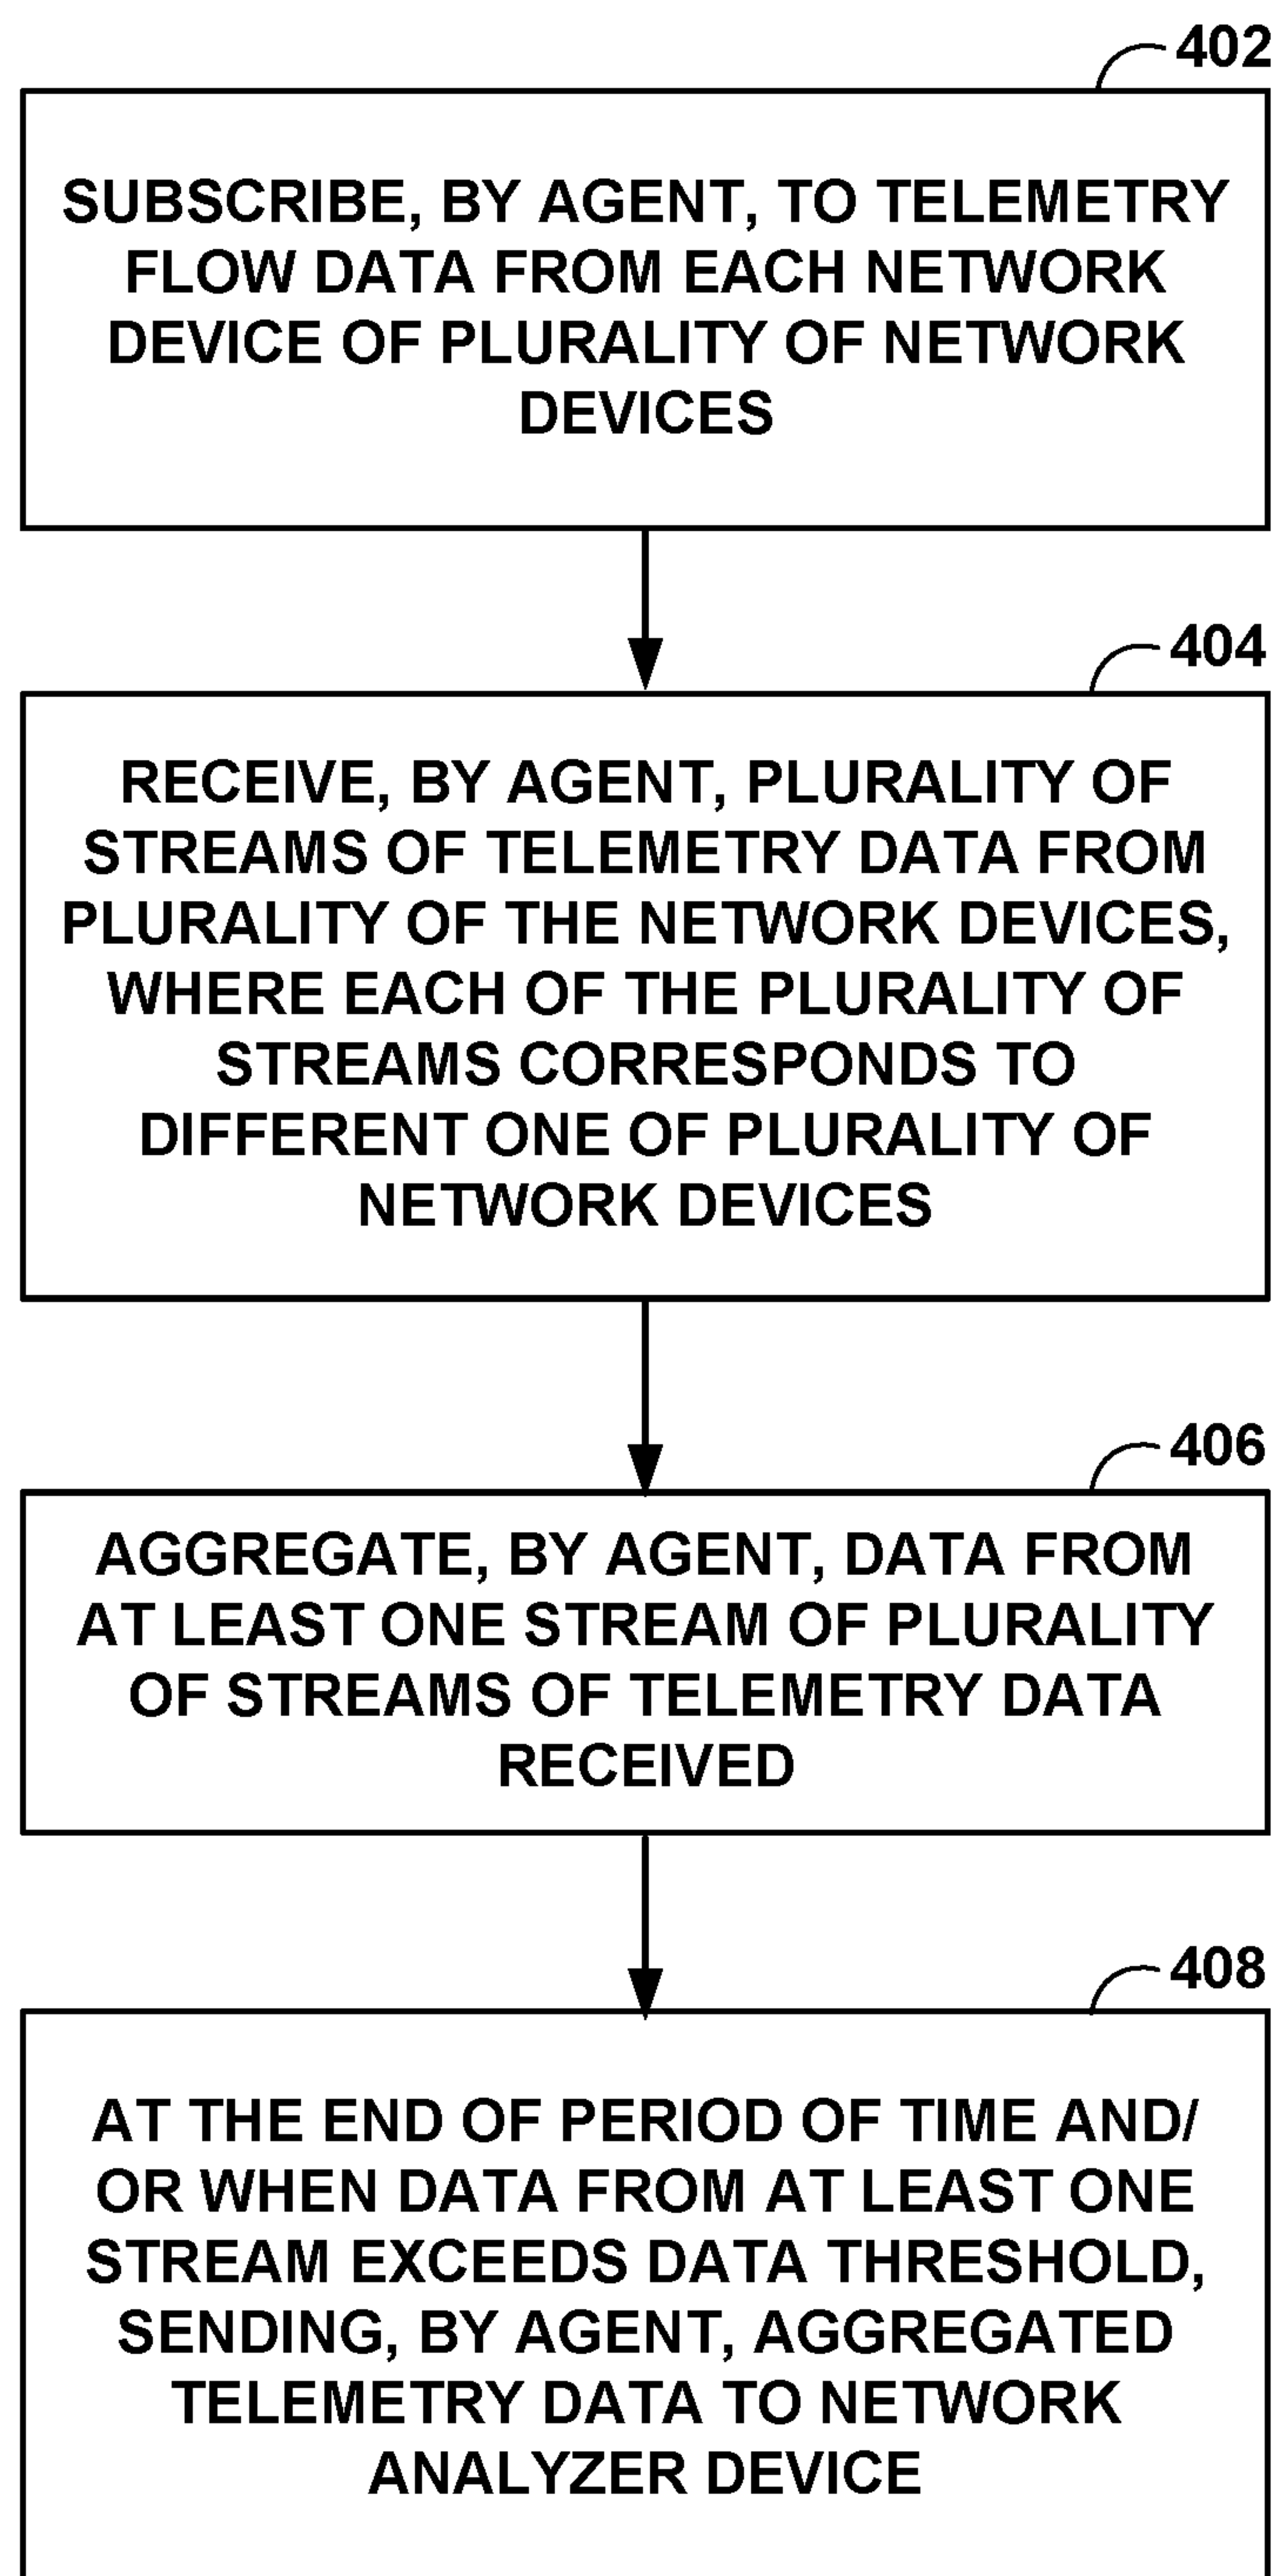 402
SUBSCRIBE, BY AGENT, TO TELEMETRY
FLOW DATA FROM EACH NETWORK
DEVICE OF PLURALITY OF NETWORK
DEVICES
404
RECEIVE, BY AGENT, PLURALITY OF
STREAMS OF TELEMETRY DATA FROM
PLURALITY OF THE NETWORK DEVICES,
WHERE EACH OF THE PLURALITY OF
STREAMS CORRESPONDS TO
DIFFERENT ONE OF PLURALITY OF
NETWORK DEVICES
406
AGGREGATE, BY AGENT, DATA FROM
AT LEAST ONE STREAM OF PLURALITY
OF STREAMS OF TELEMETRY DATA
RECEIVED
408
AT THE END OF PERIOD OF TIME AND/
OR WHEN DATA FROM AT LEAST ONE
STREAM EXCEEDS DATA THRESHOLD,
SENDING, BY AGENT, AGGREGATED
TELEMETRY DATA TO NETWORK
ANALYZER DEVICE